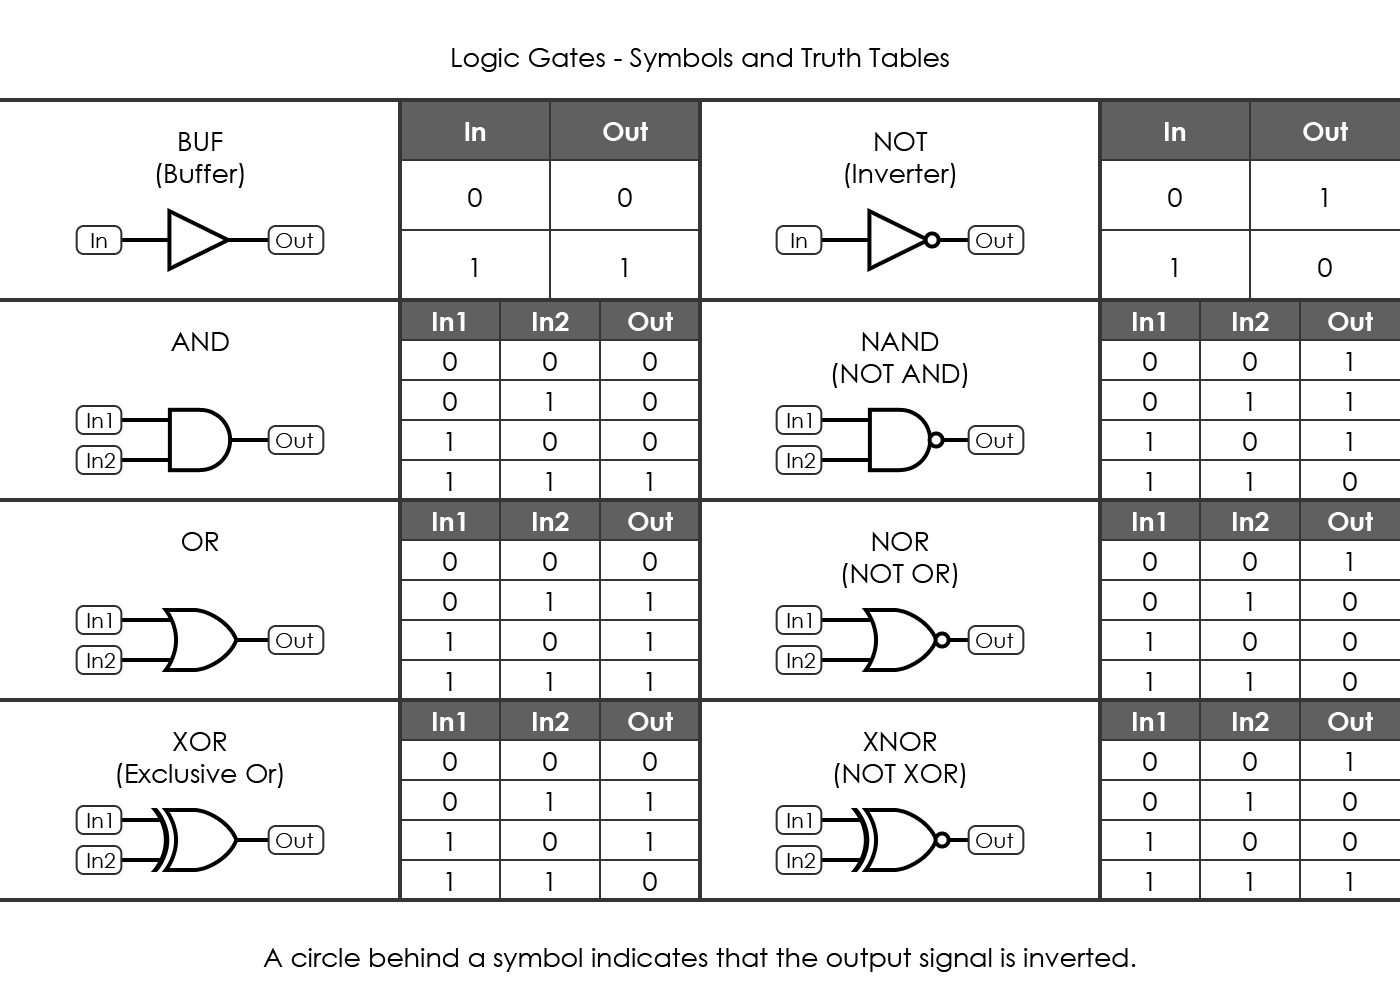 Logic Gates - Symbols and Truth Tables
BUF
(Buffer)
In
Out
In Out
0 0
1 1
NOT
(Inverter)
In
Out
In Out
0 1
1 0
AND
In1
In2
Out
In1 In2 Out
0 0 0
0 1 0
1 0 0
1 1 1
NAND
(NOT AND)
In1
In2
Out
In1 In2 Out
0 0 1
0 1 1
1 0 1
1 1 0
OR
In1
In2
Out
In1 In2 Out
0 0 0
0 1 1
1 0 1
1 1 1
NOR
(NOT OR)
In1
In2
Out
In1 In2 Out
0 0 1
0 1 0
1 0 0
1 1 0
XOR
(Exclusive Or)
In1
In2
Out
In1 In2 Out
0 0 0
0 1 1
1 0 1
1 1 0
XNOR
(NOT XOR)
In1
In2
Out
In1 In2 Out
0 0 1
0 1 0
1 0 0
1 1 1
A circle behind a symbol indicates that the output signal is inverted.